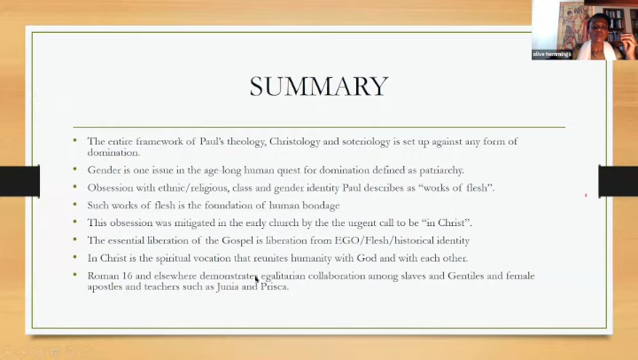 olive hemmings
SUMMARY
• The entire framework of Paul's theology, Christology and soteriology is set up against any form of
domination.
• Gender is one issue in the age-long human quest for domination defined as patriarchy.
• Obsession with ethnic/religious, class and gender identity Paul describes as "works of flesh".
• Such works of flesh is the foundation of human bondage
• This obsession was mitigated in the early church by the the urgent call to be "in Christ".
• The essential liberation of the Gospel is liberation from EGO/Flesh/historical identity
• In Christ is the spiritual vocation that reunites humanity with God and with each other.
• Roman 16 and elsewhere demonstrates egalitarian collaboration among slaves and Gentiles and female
apostles and teachers such as Junia and Prisca.